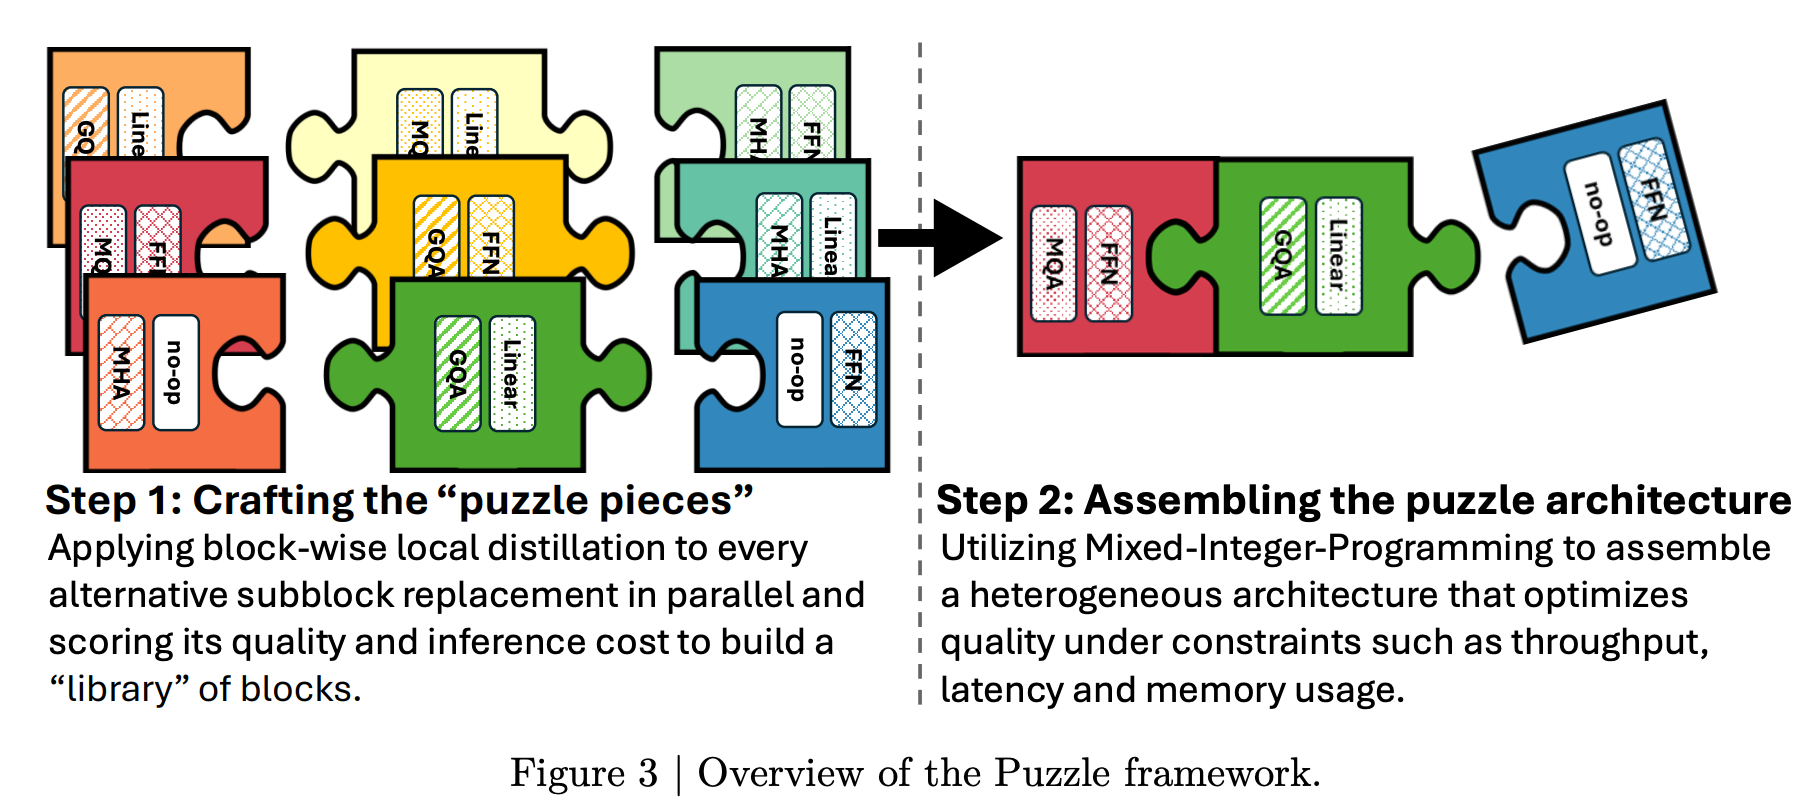 GQ
Line
MQ
Line
MHA
FFN
MQ
FF
GQA
FFN
MHA
Linea
MHA
no-op
GQA
Linear
no-op
FFN
MQA
FFN
GQA
Linear
no-op
FFN
Step 1: Crafting the “puzzle pieces”
Applying block-wise local distillation to every
alternative subblock replacement in parallel and
scoring its quality and inference cost to build a
“library” of blocks.
Step 2: Assembling the puzzle architecture
Utilizing Mixed-Integer-Programming to assemble
a heterogeneous architecture that optimizes
quality under constraints such as throughput,
latency and memory usage.
Figure 3 | Overview of the Puzzle framework.